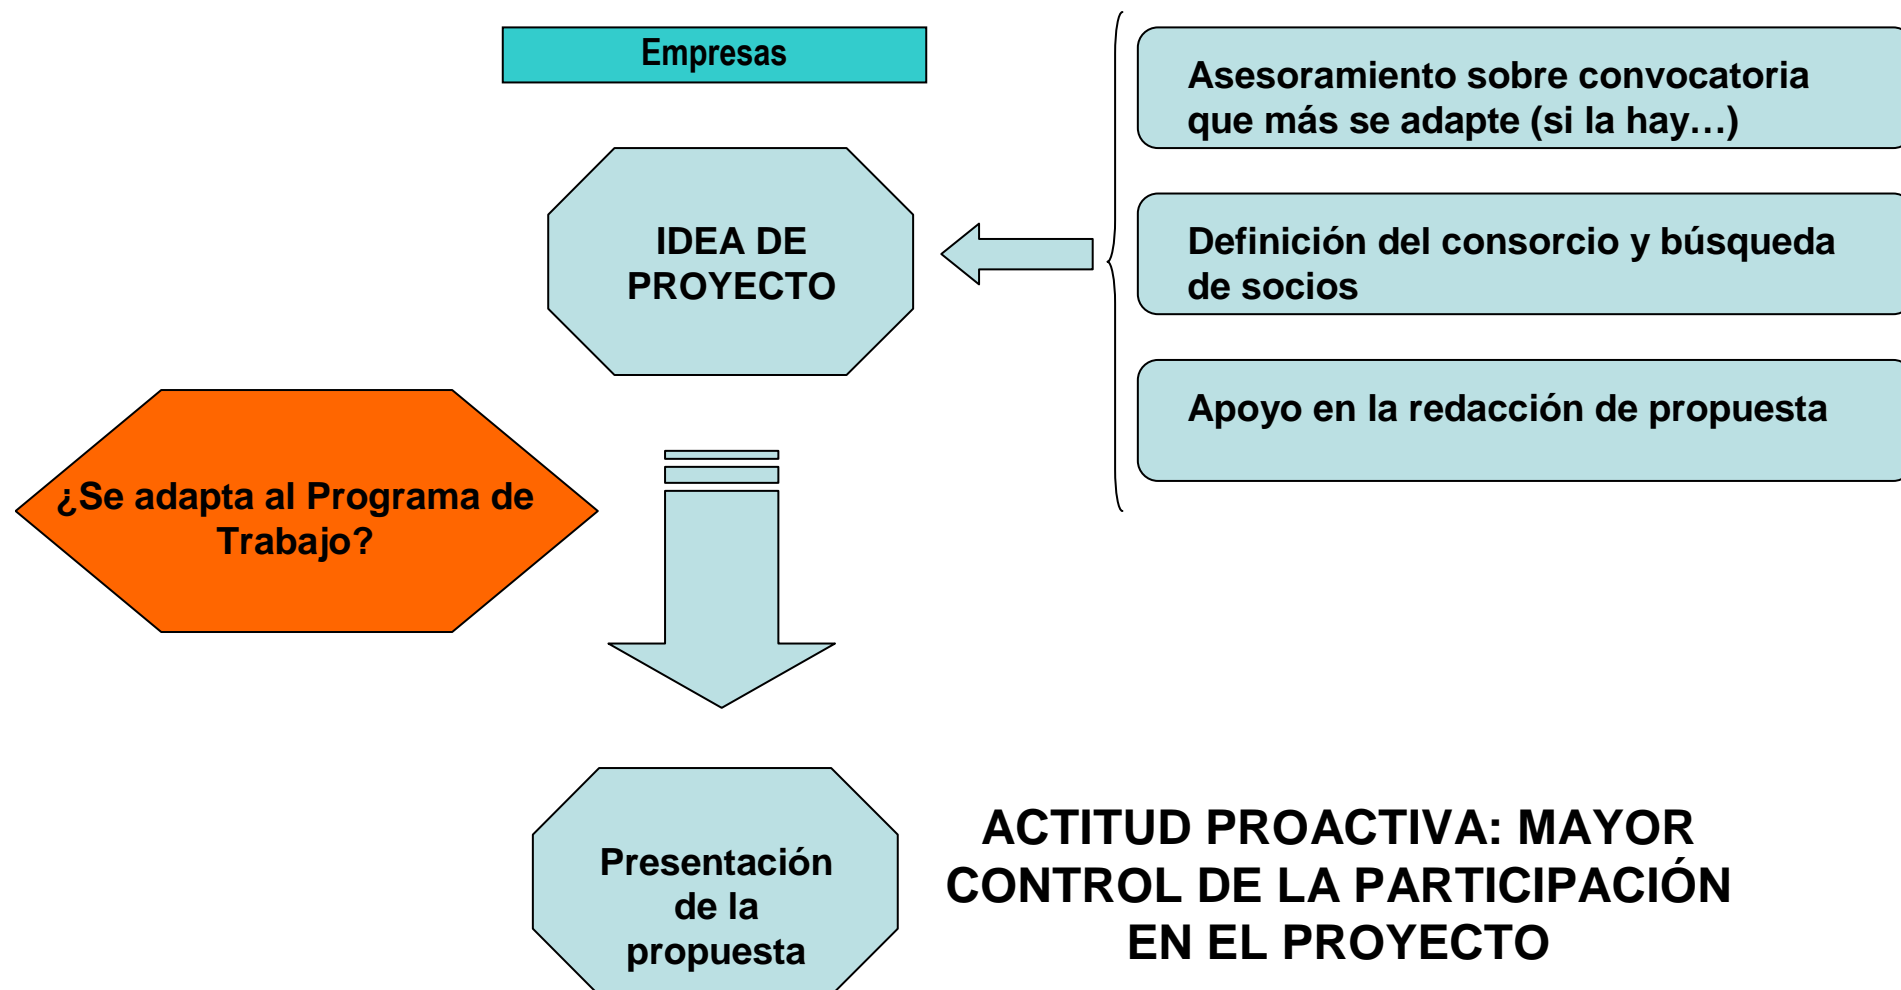 Empresas
IDEA DE
PROYECTO
Asesoramiento sobre convocatoria
que más se adapte (si la hay…)
Definición del consorcio y búsqueda
de socios
Apoyo en la redacción de propuesta
¿Se adapta al Programa de
Trabajo?
Presentación
de la
propuesta
ACTITUD PROACTIVA: MAYOR
CONTROL DE LA PARTICIPACIÓN
EN EL PROYECTO